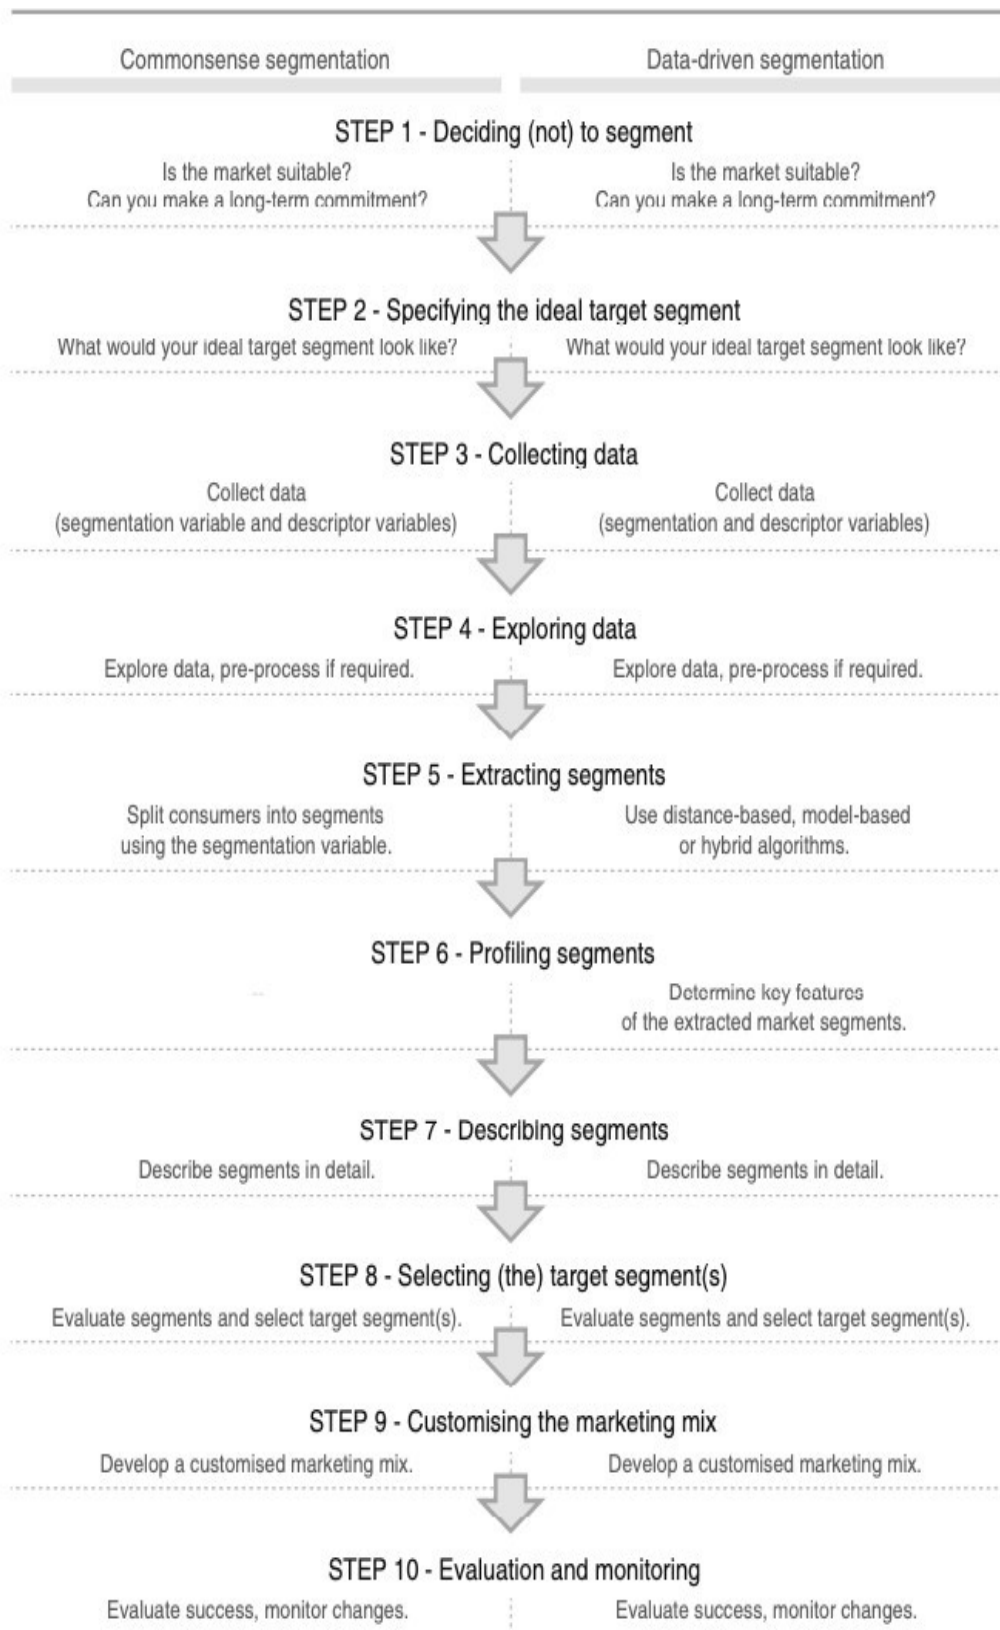 Commonsense segmentation
Data-driven segmentation
STEP 1 - Deciding (not) to segment
Is the market suitable?
Can you make a long-term commitment?
Is the market suitable?
Can you make a long-term commitment?
STEP 2 - Specifying the ideal target segment
What would your ideal target segment look like?
What would your ideal target segment look like?
STEP 3 - Collecting data
Collect data
(segmentation variable and descriptor variables)
Collect data
(segmentation and descriptor variables)
STEP 4 - Exploring data
Explore data, pre-process if required.
Explore data, pre-process if required.
STEP 5 - Extracting segments
Split consumers into segments
using the segmentation variable.
Use distance-based, model-based
or hybrid algorithms.
STEP 6 - Profiling segments
--
Determine key features
of the extracted market segments.
STEP 7 - Describing segments
Describe segments in detail.
Describe segments in detail.
STEP 8 - Selecting (the) target segment(s)
Evaluate segments and select target segment(s).
Evaluate segments and select target segment(s).
STEP 9 - Customising the marketing mix
Develop a customised marketing mix.
Develop a customised marketing mix.
STEP 10 - Evaluation and monitoring
Evaluate success, monitor changes.
Evaluate success, monitor changes.